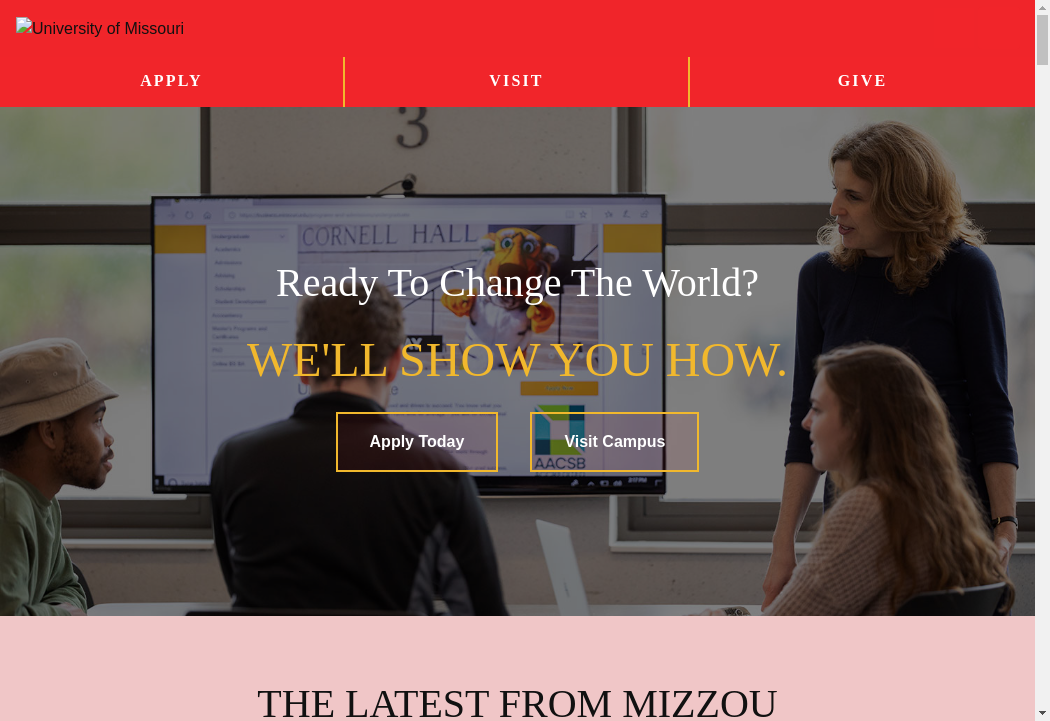 University of Missouri
APPLY
VISIT
GIVE
3
CORNELL HALL
Ready To Change The World?
WE'LL SHOW YOU HOW.
Apply Today
Visit Campus
AACSB
THE LATEST FROM MIZZOU